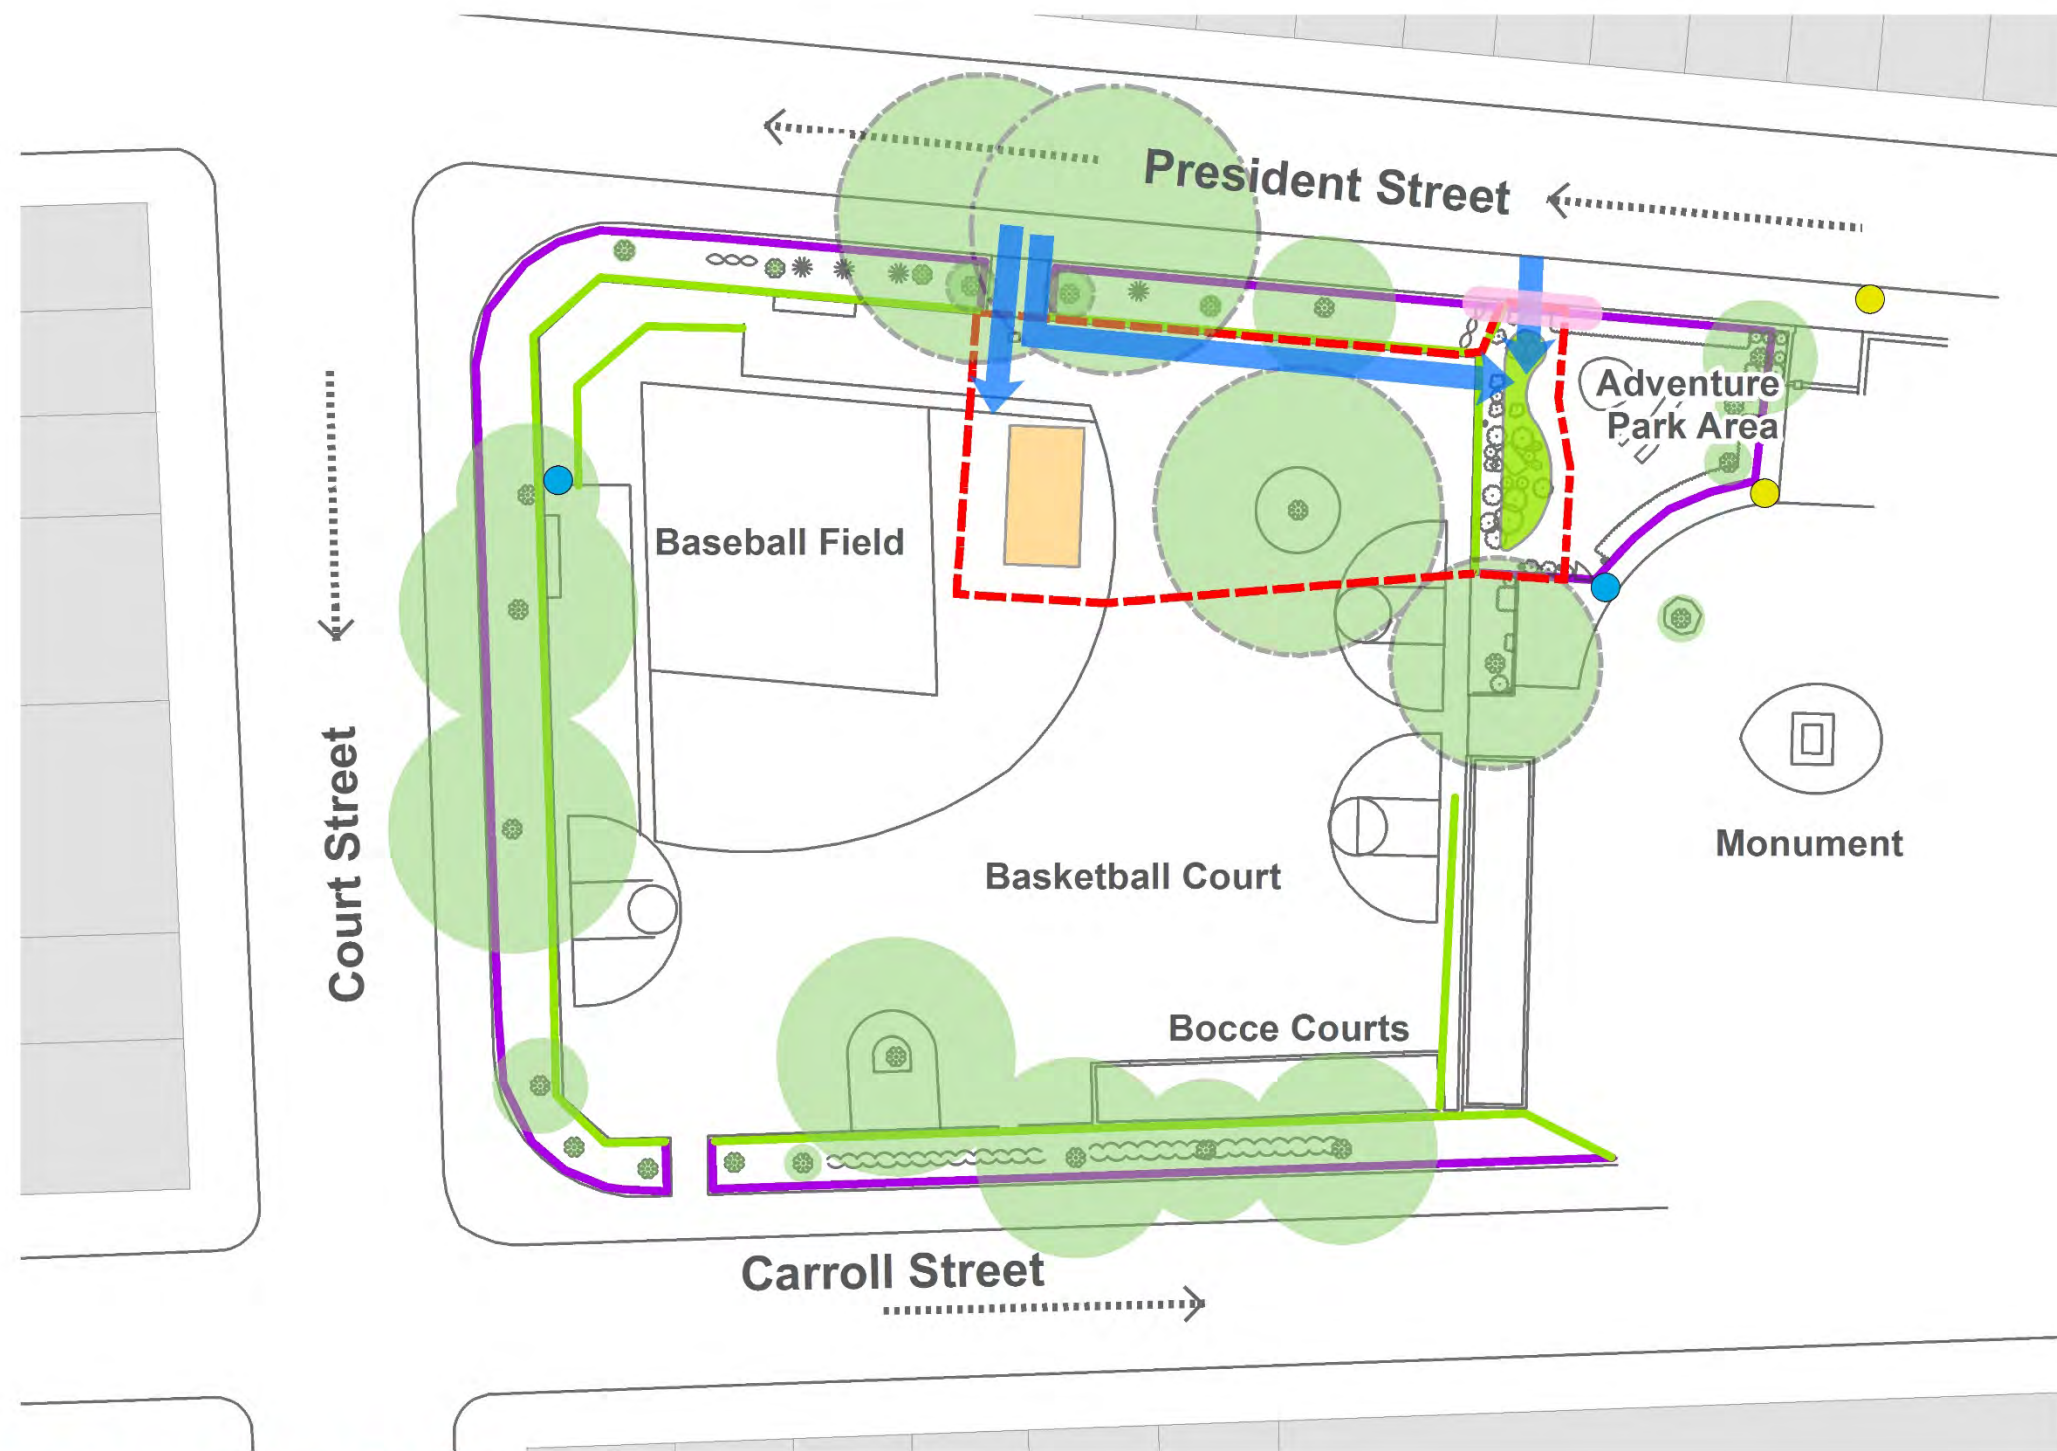 President Street
Adventure
Park Area
Baseball Field
Court Street
Monument
Basketball Court
Bocce Courts
Carroll Street